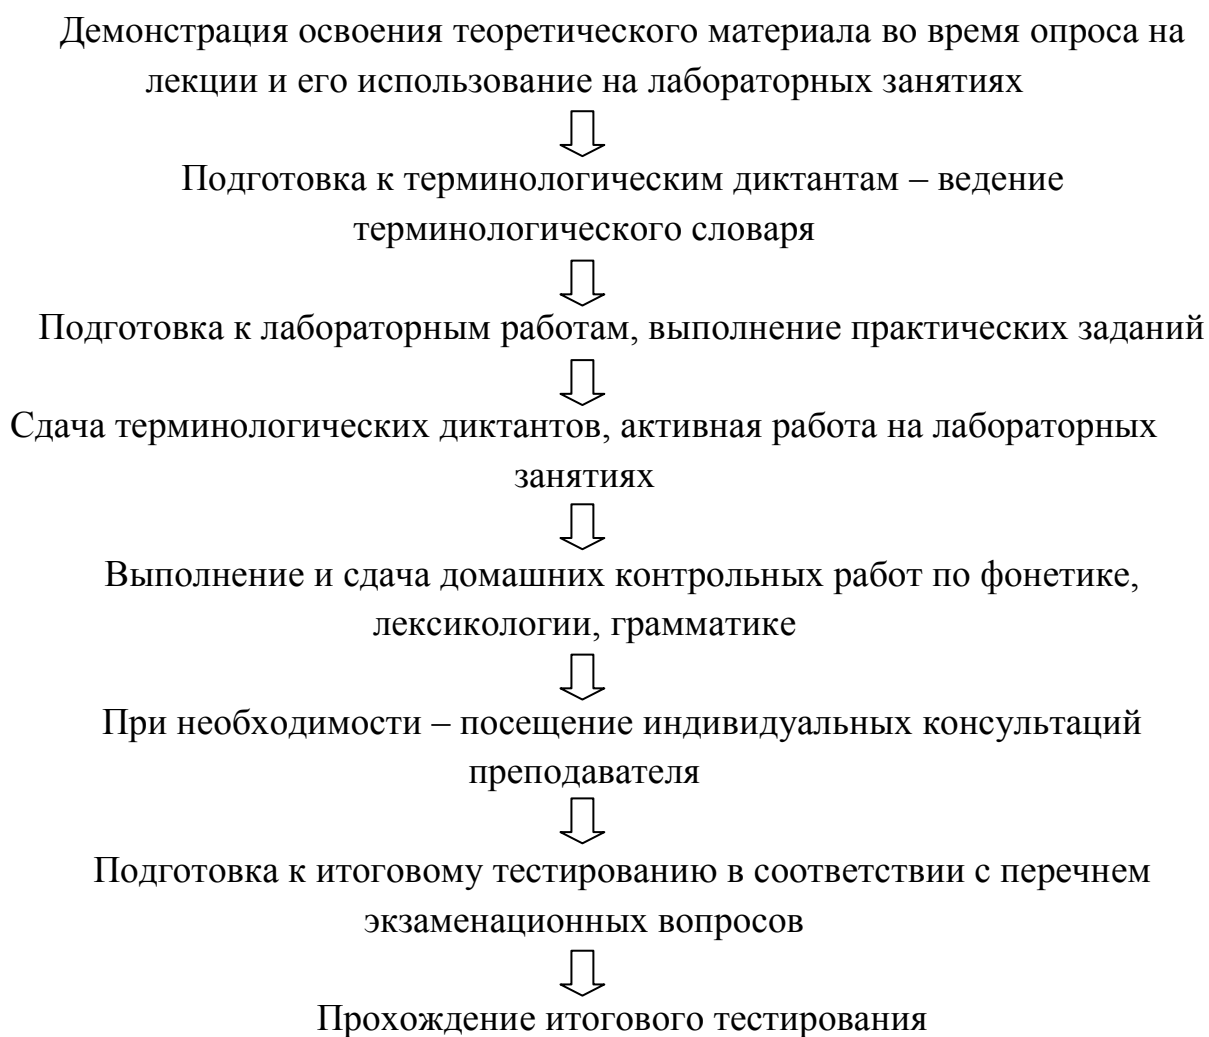 Демонстрация освоения теоретического материала во время опроса на
лекции и его использование на лабораторных занятиях
Подготовка к терминологическим диктантам – ведение
терминологического словаря
Подготовка к лабораторным работам, выполнение практических заданий
Сдача терминологических диктантов, активная работа на лабораторных
занятиях
Выполнение и сдача домашних контрольных работ по фонетике,
лексикологии, грамматике
При необходимости – посещение индивидуальных консультаций
преподавателя
Подготовка к итоговому тестированию в соответствии с перечнем
экзаменационных вопросов
Прохождение итогового тестирования